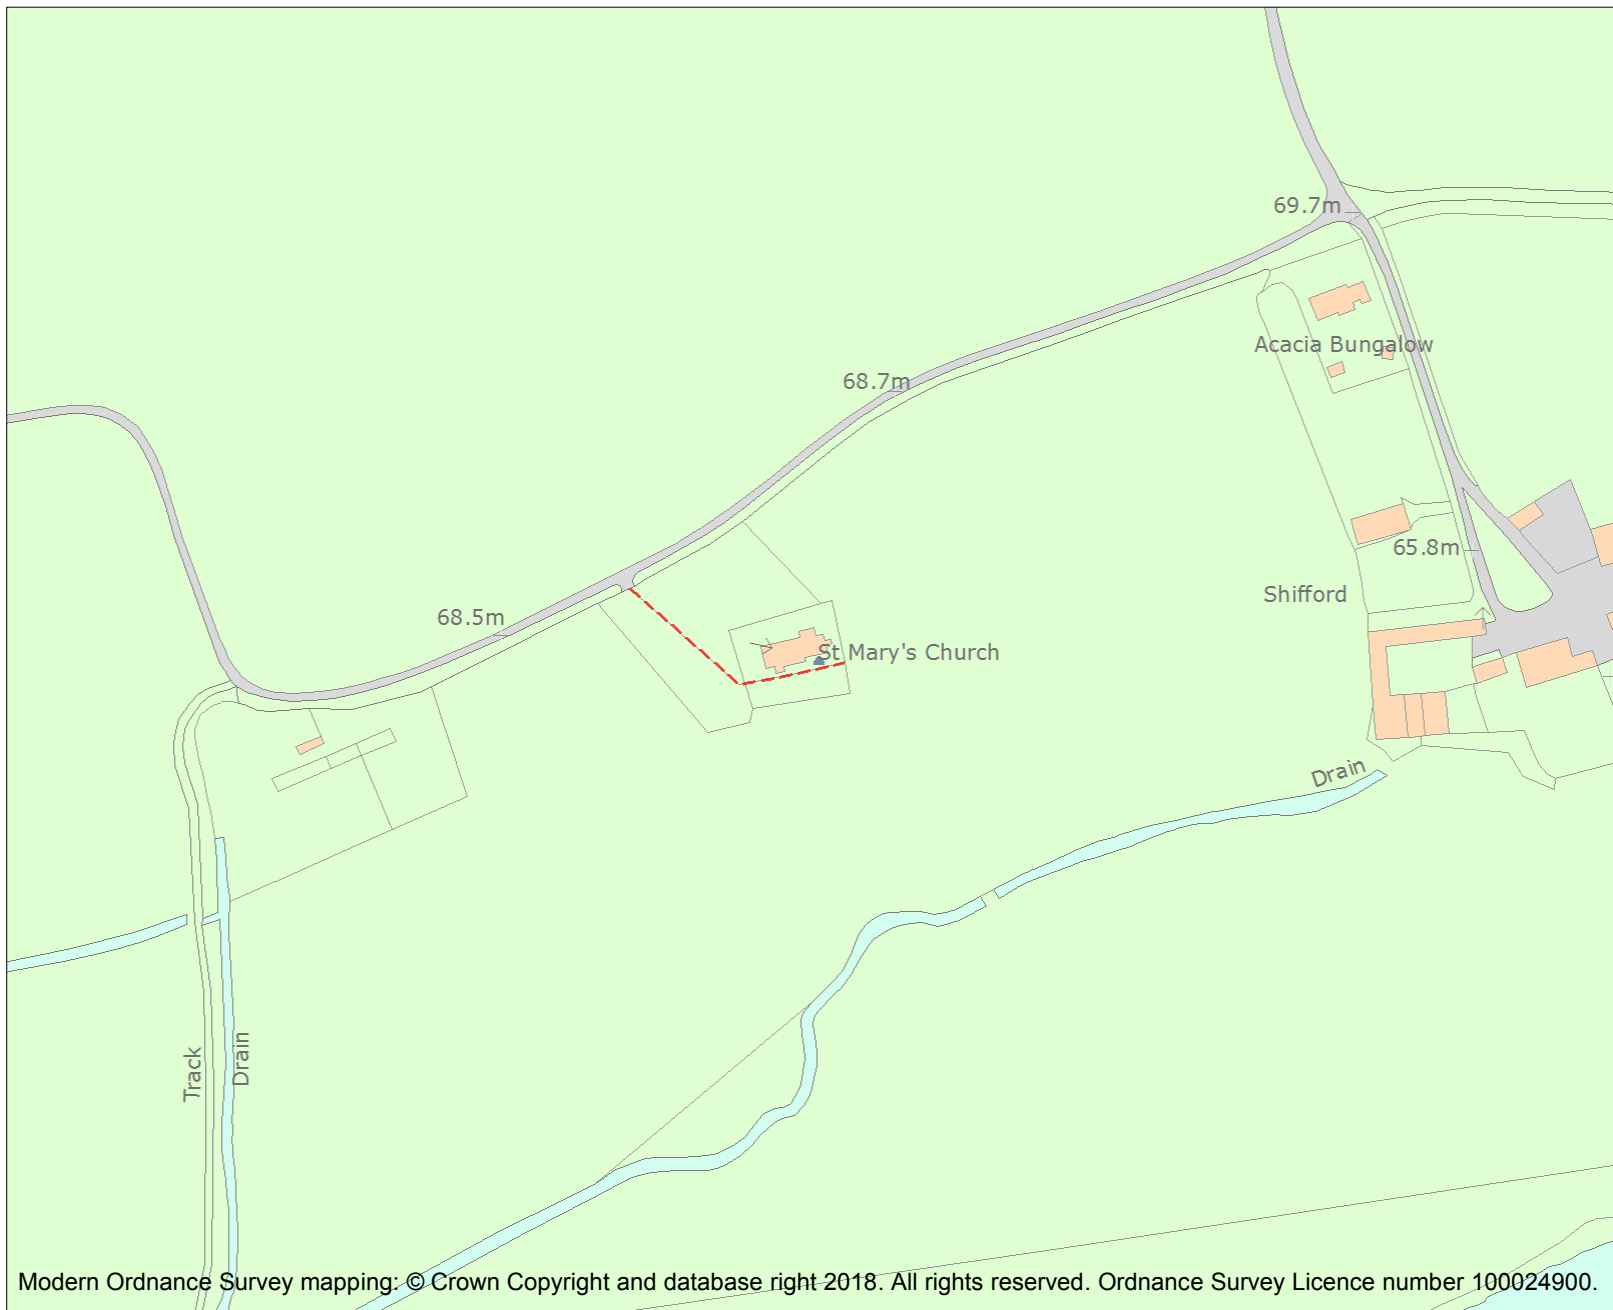 69.7m
Acacia Bungalow
68.7m
65.8m
Shifford
68.5m
St Mary's Church
Drain
Track
Drain
Modern Ordnance Survey mapping: © Crown Copyright and database right 2018. All rights reserved. Ordnance Survey Licence number 100024900.